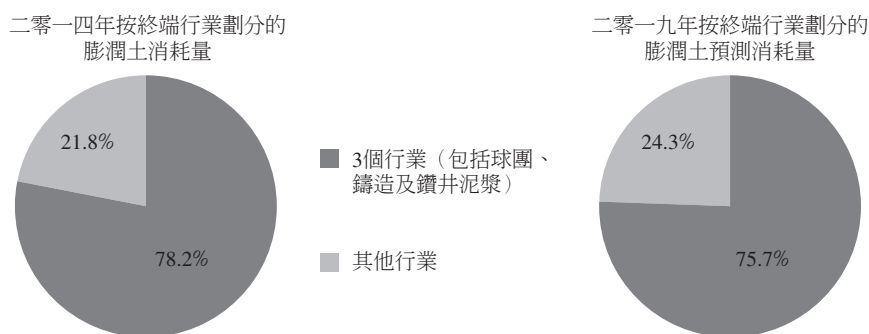 二零一四年按終端行業劃分的
膨潤土消耗量
21.8%
78.2%
3個行業（包括球團、
鑄造及鑽井泥漿）
其他行業
二零一九年按終端行業劃分的
膨潤土預測消耗量
24.3%
75.7%